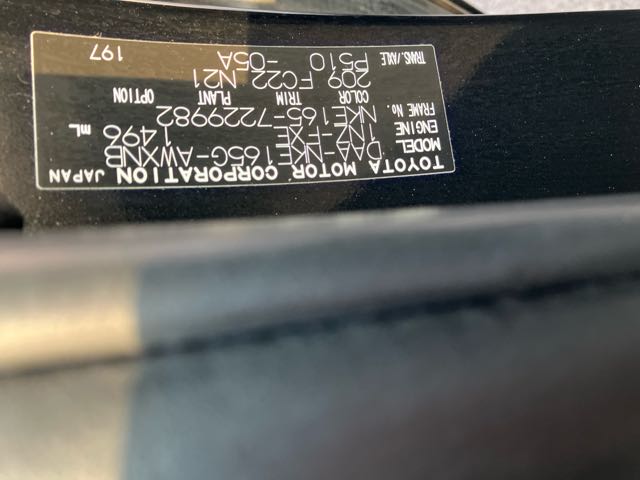 TOYOTA MOTOR CORPORATION JAPAN
MODEL DAA-NKE165G-AWXNB
ENGINE 1NZ-FXE 1496 mL
FRAME No. NKE165-7229982
COLOR TRIM PLANT OPTION
209 FC22 N21
TRANS./AXLE P510 -05A
197